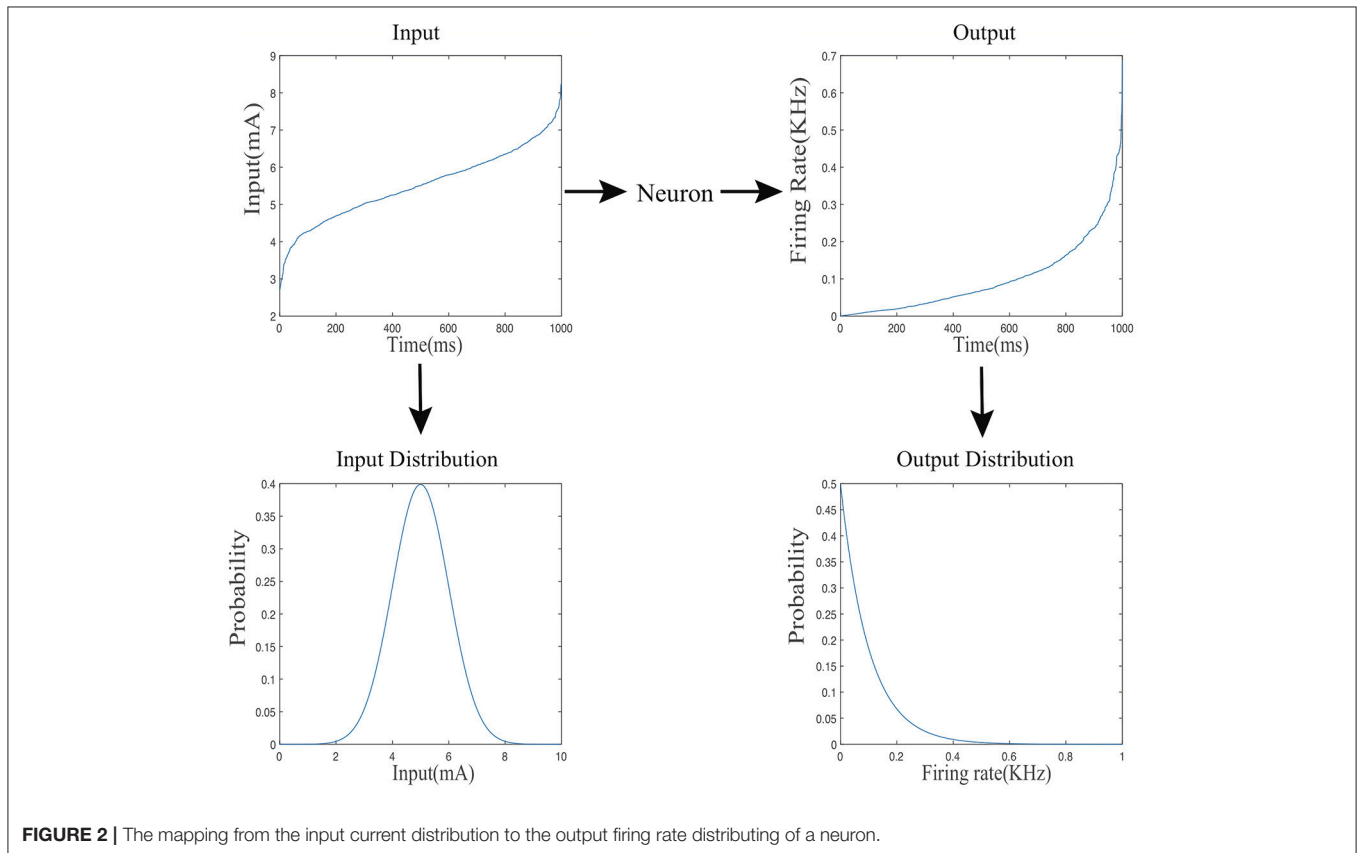 Input
Output
9
8
7
6
5
4
3
2
Input(mA)
0 200 400 600 800 1000
Time(ms)
Neuron
0.7
0.6
0.5
0.4
0.3
0.2
0.1
0
Firing Rate(KHz)
0 200 400 600 800 1000
Time(ms)
Input Distribution
0.4
0.35
0.3
0.25
0.2
0.15
0.1
0.05
0
Probability
0 2 4 6 8 10
Input(mA)
Output Distribution
0.5
0.45
0.4
0.35
0.3
0.25
0.2
0.15
0.1
0.05
0
Probability
0 0.2 0.4 0.6 0.8 1
Firing rate(KHz)
FIGURE 2 | The mapping from the input current distribution to the output firing rate distributing of a neuron.